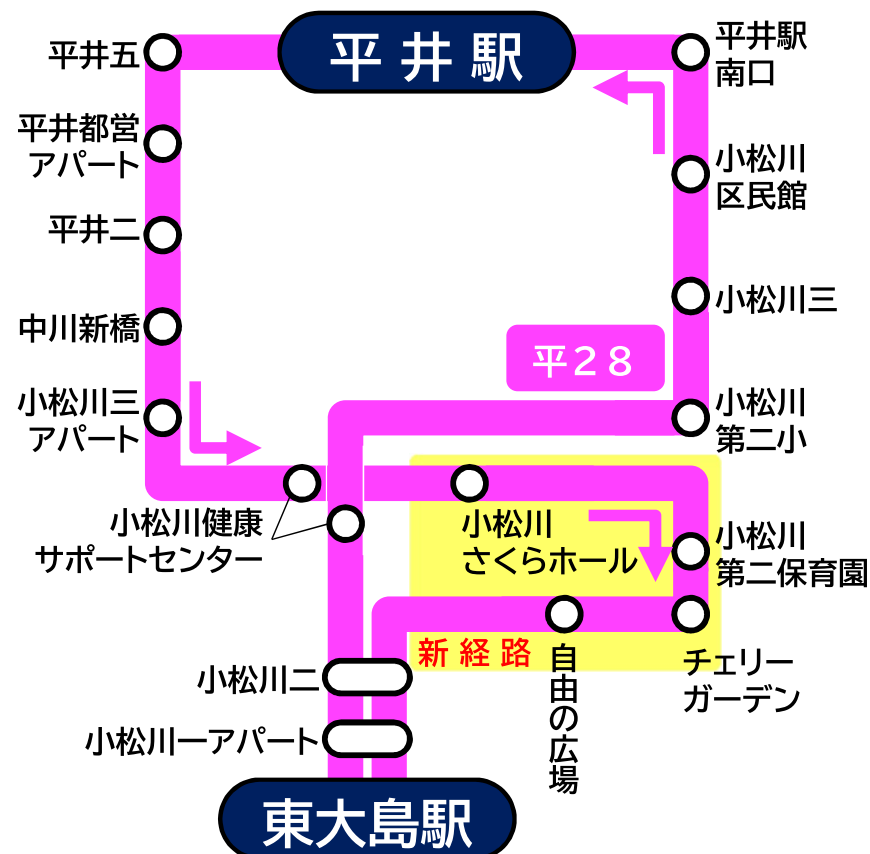 平井駅
平井五
平井駅
南口
平井都営
アパート
小松川
区民館
平井二
小松川三
中川新橋
平28
小松川三
アパート
小松川
第二小
小松川健康
サポートセンター
小松川
さくらホール
小松川
第二保育園
新経路
自由の広場
チェリー
ガーデン
小松川二
小松川一アパート
東大島駅